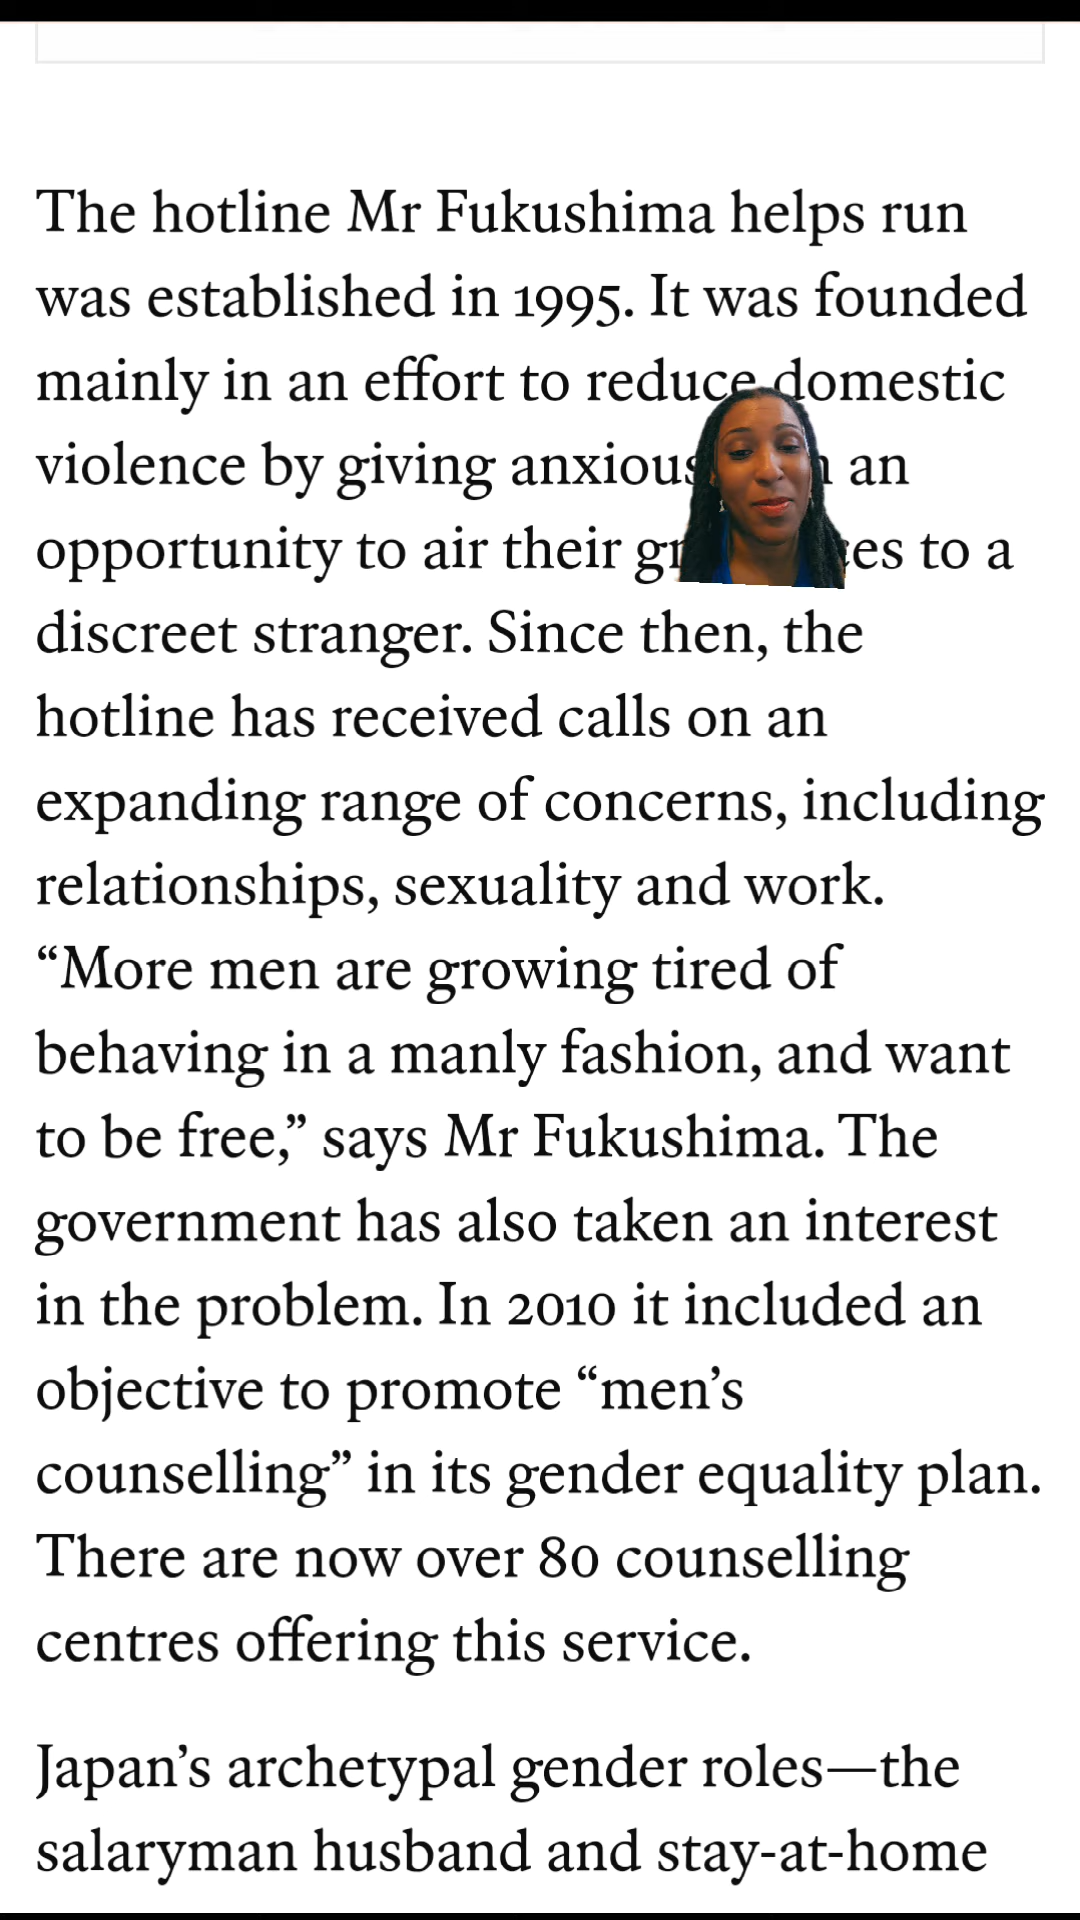 The hotline Mr Fukushima helps run
was established in 1995. It was founded
mainly in an effort to reduce domestic
violence by giving anxious an
opportunity to air their to a
discreet stranger. Since then, the
hotline has received calls on an
expanding range of concerns, including
relationships, sexuality and work.
“More men are growing tired of
behaving in a manly fashion, and want
to be free,” says Mr Fukushima. The
government has also taken an interest
in the problem. In 2010 it included an
objective to promote “men’s
counselling” in its gender equality plan.
There are now over 80 counselling
centres offering this service.
Japan’s archetypal gender roles—the
salaryman husband and stay-at-home